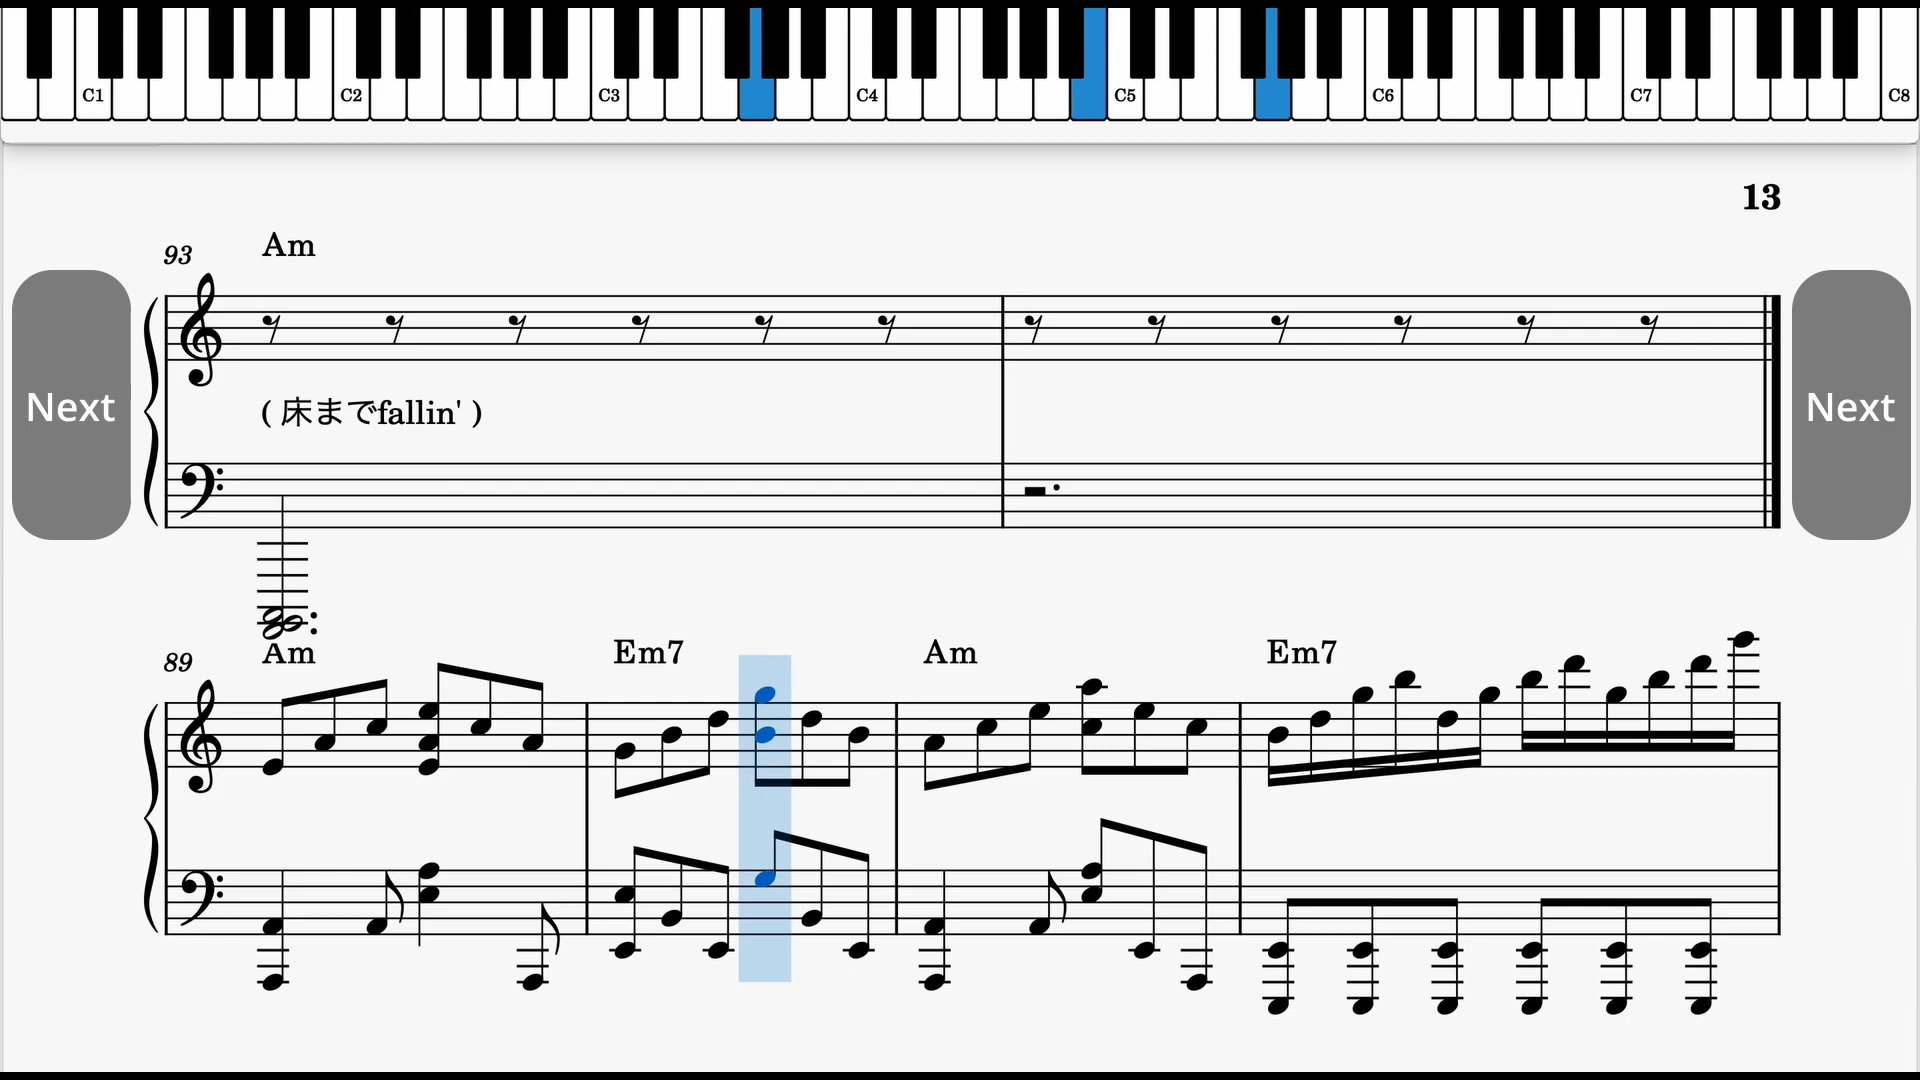 C1 C2 C3 C4 C5 C6 C7 C8
13
93 Am
Next Next
( 床までfallin' )
89 Am Em7 Am Em7